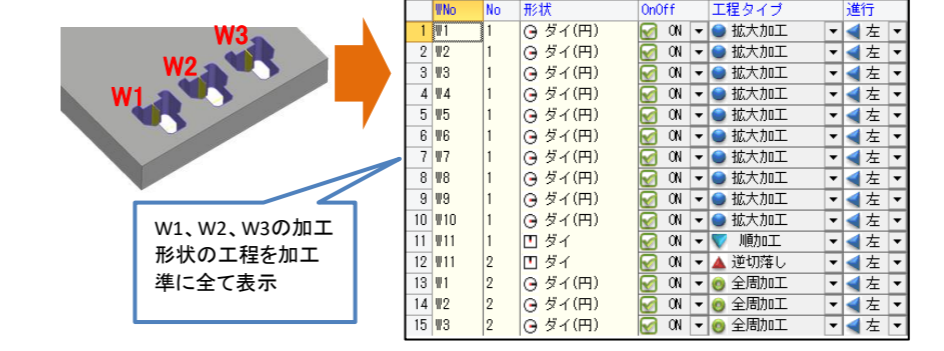 W3
W2
W1
W1、W2、W3の加工
形状の工程を加工
準に全て表示
WNo No 形状 OnOff 工程タイプ 進行
1 W1 1 ダイ(円) ON 拡大加工 左
2 W2 1 ダイ(円) ON 拡大加工 左
3 W3 1 ダイ(円) ON 拡大加工 左
4 W4 1 ダイ(円) ON 拡大加工 左
5 W5 1 ダイ(円) ON 拡大加工 左
6 W6 1 ダイ(円) ON 拡大加工 左
7 W7 1 ダイ(円) ON 拡大加工 左
8 W8 1 ダイ(円) ON 拡大加工 左
9 W9 1 ダイ(円) ON 拡大加工 左
10 W10 1 ダイ(円) ON 拡大加工 左
11 W11 1 ダイ ON 順加工 左
12 W11 2 ダイ ON 逆切落し 左
13 W1 2 ダイ(円) ON 全周加工 左
14 W2 2 ダイ(円) ON 全周加工 左
15 W3 2 ダイ(円) ON 全周加工 左